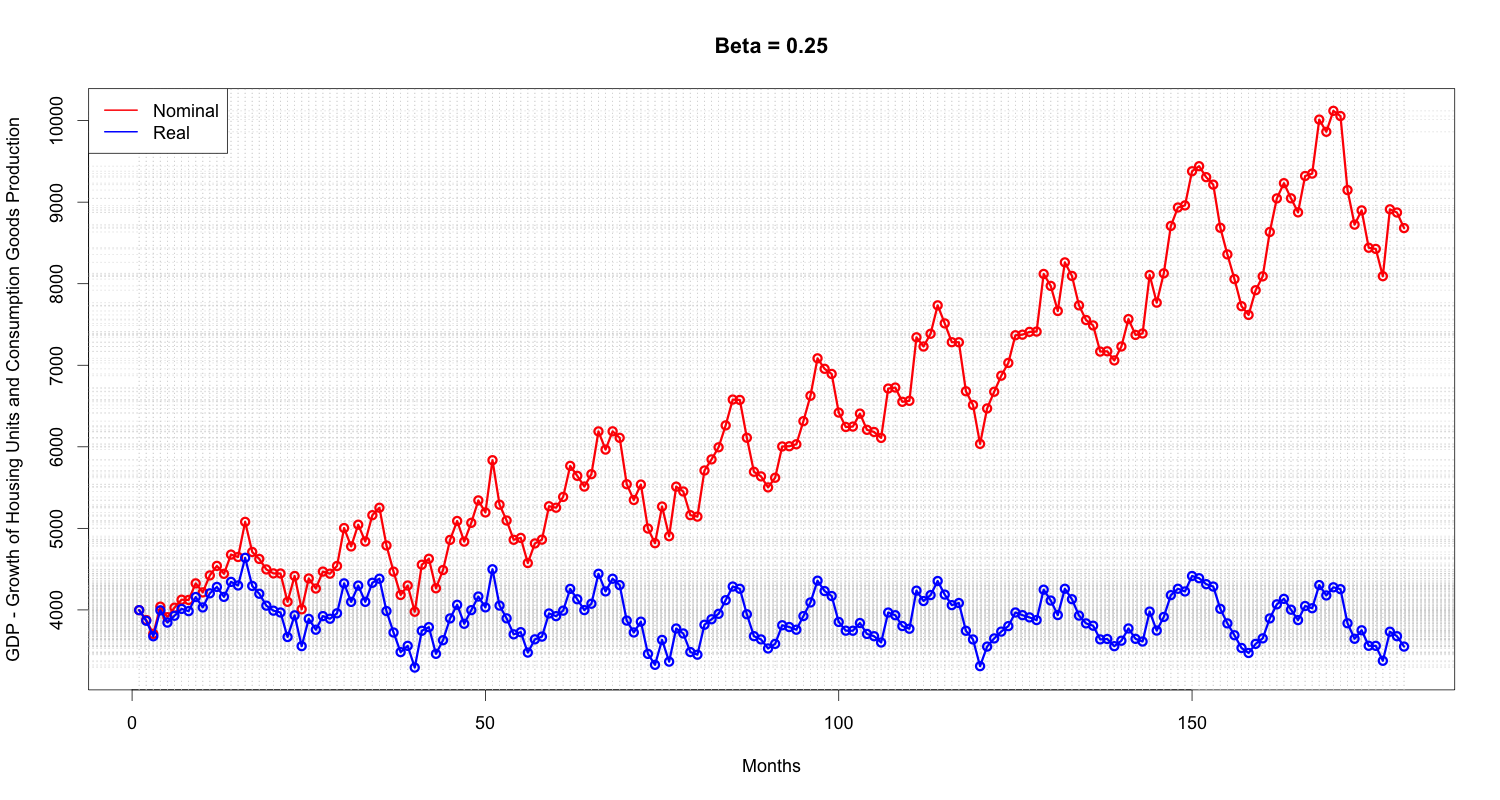 Beta = 0.25
Nominal
Real
GDP - Growth of Housing Units and Consumption Goods Production
10000
9000
8000
7000
6000
5000
4000
0 50 100 150
Months